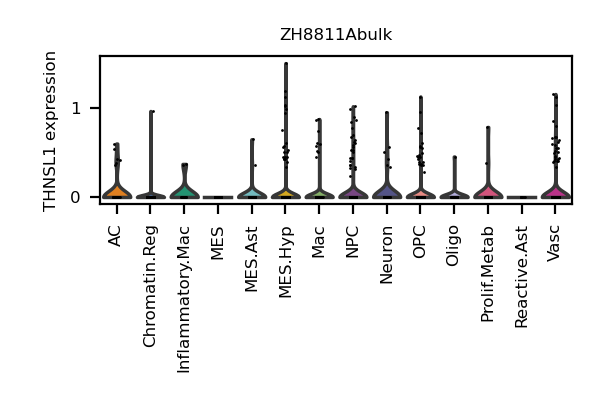 ZH8811Abulk
THNSL1 expression
1
0
AC
Chromatin.Reg
Inflammatory.Mac
MES
MES.Ast
MES.Hyp
Mac
NPC
Neuron
OPC
Oligo
Prolif.Metab
Reactive.Ast
Vasc